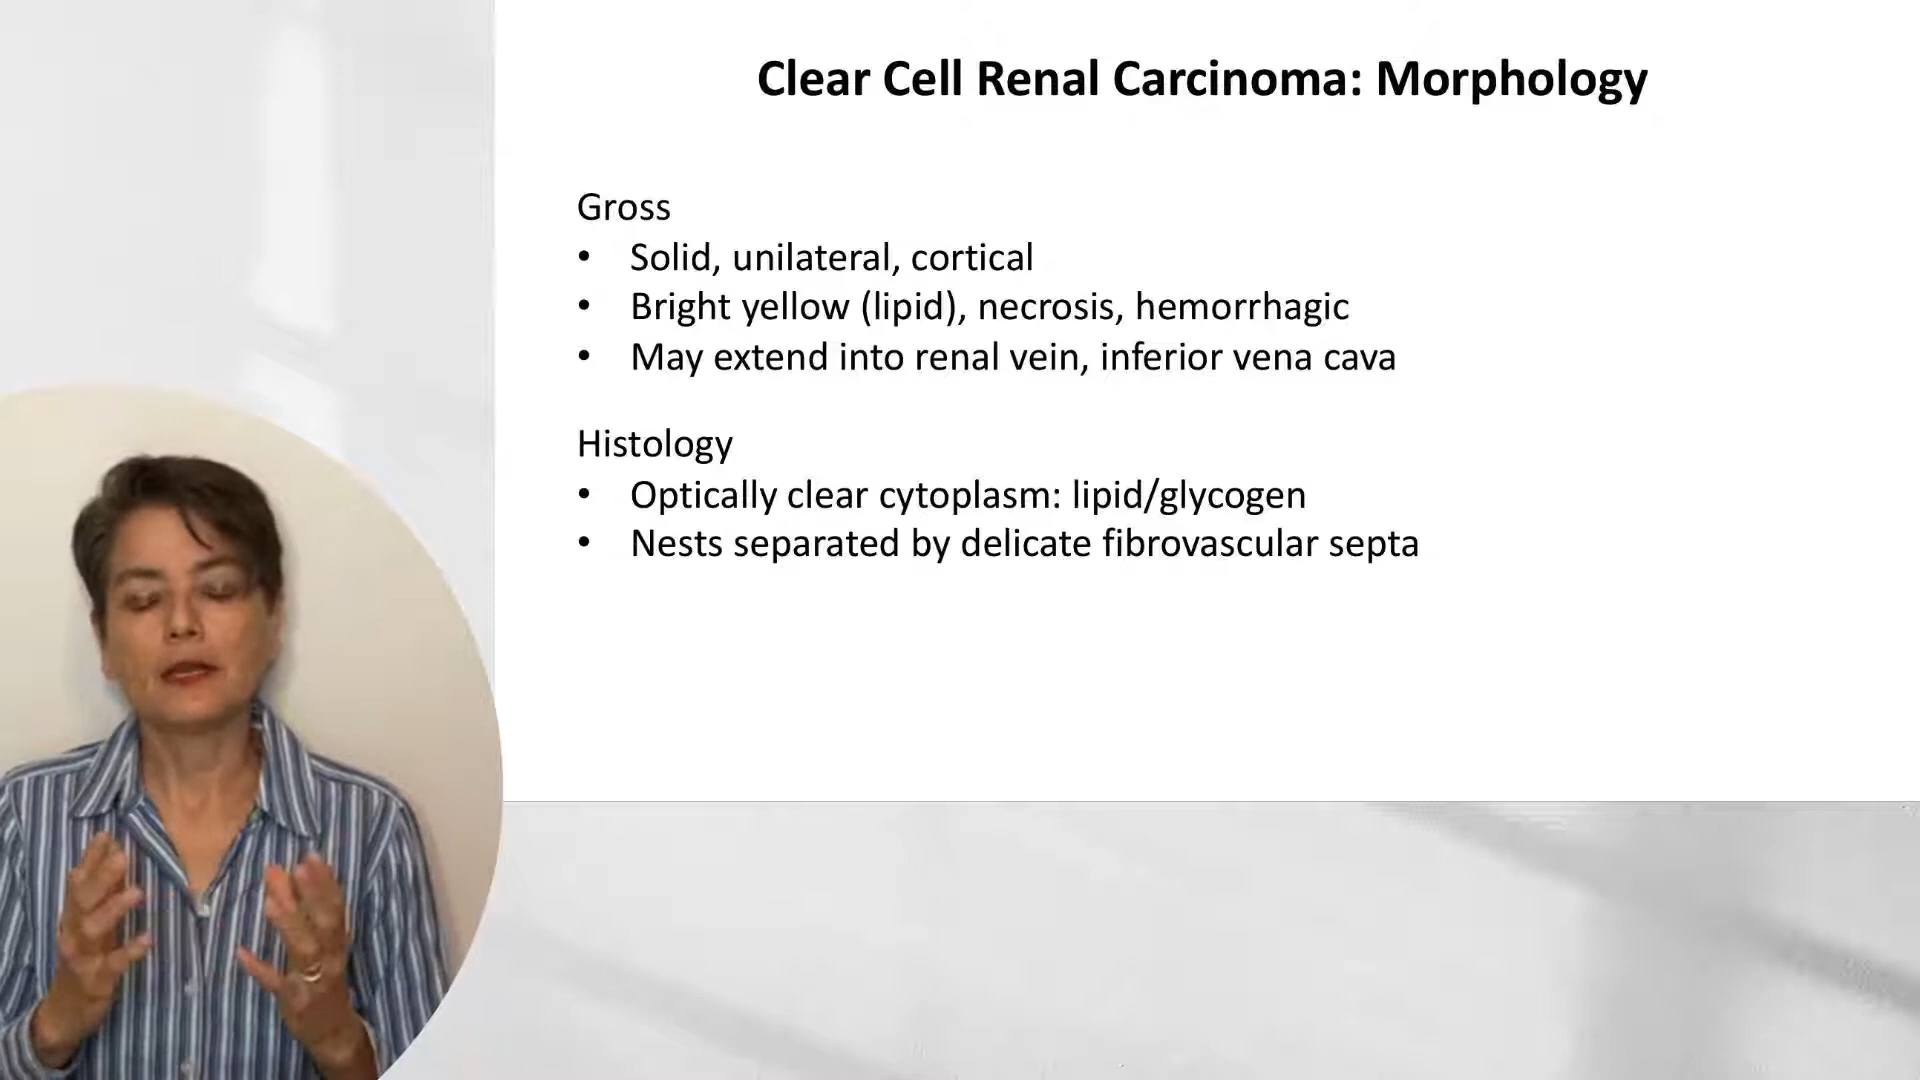 Clear Cell Renal Carcinoma: Morphology
Gross
• Solid, unilateral, cortical
• Bright yellow (lipid), necrosis, hemorrhagic
• May extend into renal vein, inferior vena cava
Histology
• Optically clear cytoplasm: lipid/glycogen
• Nests separated by delicate fibrovascular septa